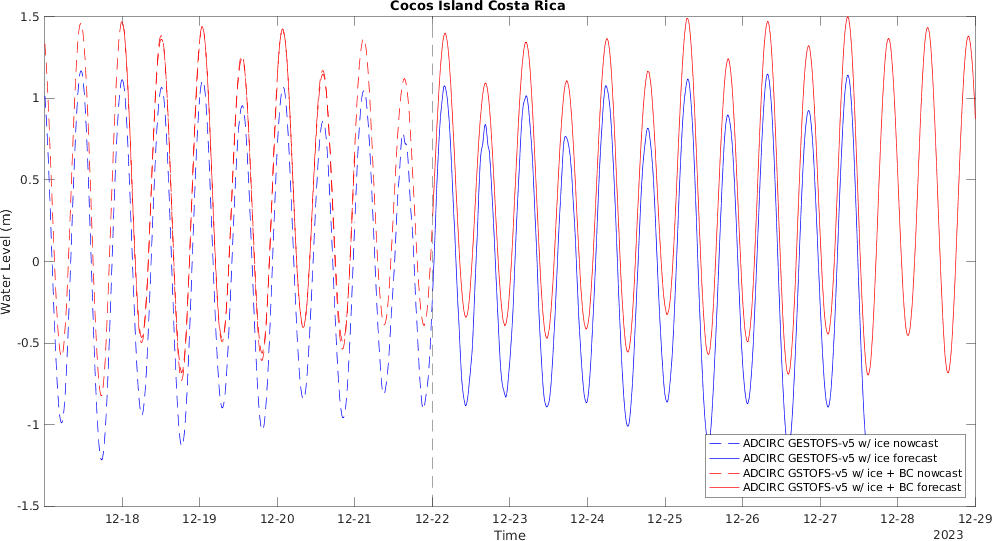 Cocos Island Costa Rica
1.5
1
0.5
0
-0.5
-1
-1.5
Water Level (m)
ADCIRC GESTOFS-v5 w/ ice nowcast
ADCIRC GESTOFS-v5 w/ ice forecast
ADCIRC GSTOFS-v5 w/ ice + BC nowcast
ADCIRC GSTOFS-v5 w/ ice + BC forecast
12-18 12-19 12-20 12-21 12-22 12-23 12-24 12-25 12-26 12-27 12-28 12-29
Time
2023